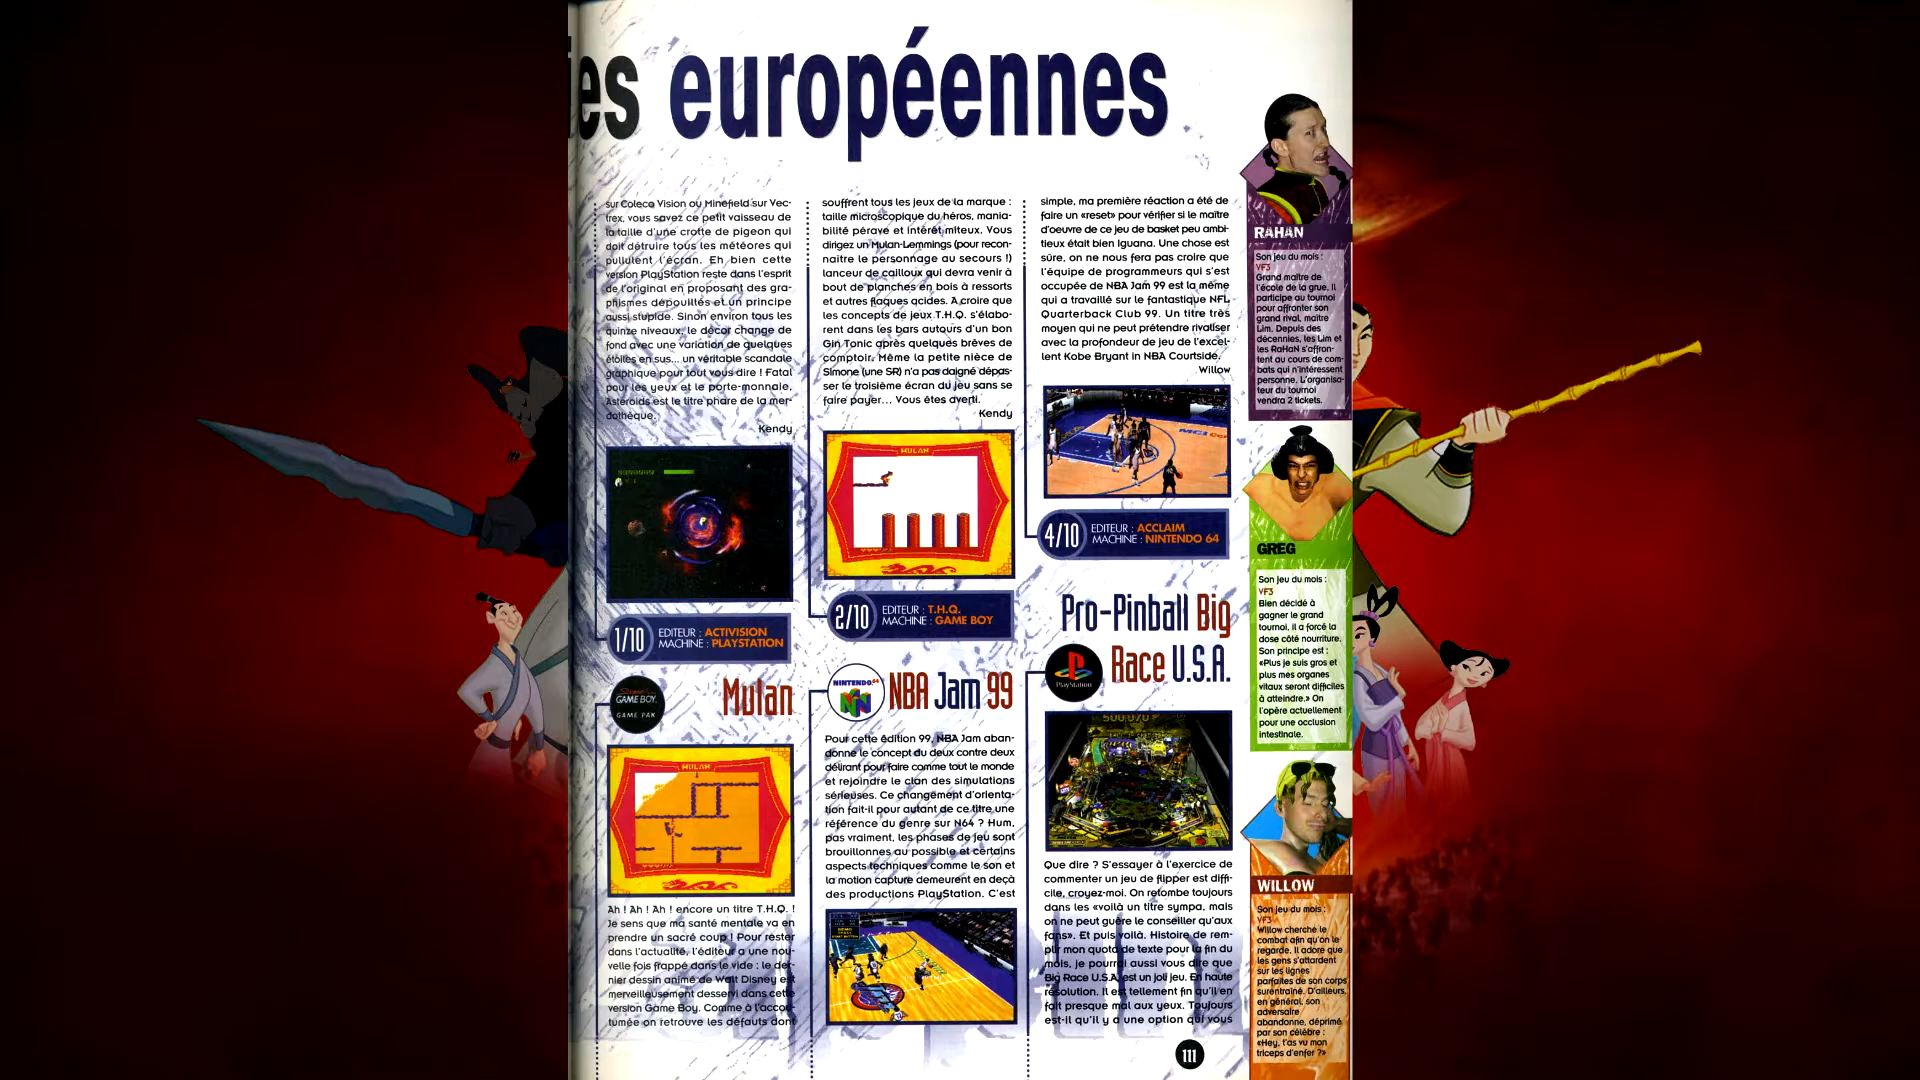 es européennes
sur Coleco Vision ou Minefield sur Vec-
trex, vous savez ce petit vaisseau de
la taille d'une crotte de pigeon qui
doit détruire tous les météores qui
pullulent l'écran. Eh bien cette
version PlayStation reste dans l'esprit
de l'original en proposant des gra-
phismes dépouillés et un principe
aussi stupide. Sinon environ tous les
quinze niveaux, le décor change de
fond avec une variation de quelques
étoiles en sus... un véritable scandale
graphique pour tout vous dire ! Fatal
pour les yeux et le porte-monnaie,
Asteroids est le titre phare de la mer-
dothèque.
Kendy
1/10
EDITEUR : ACTIVISION
MACHINE : PLAYSTATION
GAME BOY.
GAME PAK
Mulan
MULAN
Ah ! Ah ! Ah ! encore un titre T.H.Q. !
Je sens que ma santé mentale va en
prendre un sacré coup ! Pour rester
dans l'actualité, l'éditeur a une nou-
velle fois frappé dans le vide : le der-
nier dessin animé de Walt Disney est
merveilleusement desservi dans cette
version Game Boy. Comme à l'accou-
tumée on retrouve les défauts dont
souffrent tous les jeux de la marque :
taille microscopique du héros, mania-
bilité pérave et intérêt miteux. Vous
dirigez un Mulan-Lemmings (pour recon-
naitre le personnage au secours !)
lanceur de cailloux qui devra venir à
bout de planches en bois à ressorts
et autres flaques acides. A croire que
les concepts de jeux T.H.Q. s'élabo-
rent dans les bars autours d'un bon
Gin Tonic après quelques brèves de
comptoir. Même la petite nièce de
Simone (une SR) n'a pas daigné dépas-
ser le troisième écran du jeu sans se
faire payer... Vous êtes averti.
Kendy
MULAN
2/10
EDITEUR : T.H.Q.
MACHINE : GAME BOY
NINTENDO 64
NBA Jam 99
Pour cette édition 99, NBA Jam aban-
donne le concept du deux contre deux
délirant pour faire comme tout le monde
et rejoindre le clan des simulations
sérieuses. Ce changement d'orienta-
tion fait-il pour autant de ce titre une
référence du genre sur N64 ? Hum,
pas vraiment, les phases de jeu sont
brouillonnes au possible et certains
aspects techniques comme le son et
la motion capture demeurent en deçà
des productions PlayStation. C'est
simple, ma première réaction a été de
faire un «reset» pour vérifier si le maître
d'oeuvre de ce jeu de basket peu ambi-
tieux était bien Iguana. Une chose est
sûre, on ne nous fera pas croire que
l'équipe de programmeurs qui s'est
occupée de NBA Jam 99 est la même
qui a travaillé sur le fantastique NFL
Quarterback Club 99. Un titre très
moyen qui ne peut prétendre rivaliser
avec la profondeur de jeu de l'excel-
lent Kobe Bryant in NBA Courtside.
Willow
4/10
EDITEUR : ACCLAIM
MACHINE : NINTENDO 64
Pro-Pinball Big
Race U.S.A.
PlayStation
Que dire ? S'essayer à l'exercice de
commenter un jeu de flipper est diffi-
cile, croyez-moi. On retombe toujours
dans les «voilà un titre sympa, mais
on ne peut guère le conseiller qu'aux
fans». Et puis voilà. Histoire de rem-
plir mon quota de texte pour la fin du
mois, je pourrai aussi vous dire que
Big Race U.S.A. est un joli jeu. En haute
résolution. Il est tellement fin qu'il en
fait presque mal aux yeux. Toujours
est-il qu'il y a une option qui vous
111
RAHAN
Son jeu du mois :
VF3
Grand maître de
l'école de la grue, il
participe au tournoi
pour affronter son
grand rival, maître
Lim. Depuis des
décennies, les Lim et
les RaHaN s'affron-
tent au cours de com-
bats qui n'intéressent
personne. L'organisa-
teur du tournoi
vendra 2 tickets.
GREG
Son jeu du mois :
VF3
Bien décidé à
gagner le grand
tournoi, il a forcé la
dose côté nourriture.
Son principe est :
«Plus je suis gros et
plus mes organes
vitaux seront difficiles
à atteindre.» On
l'opère actuellement
pour une occlusion
intestinale.
WILLOW
Son jeu du mois :
VF3
Willow cherche le
combat afin qu'on le
regarde. Il adore que
les gens s'attardent
sur les lignes
parfaites de son corps
surentraîné. D'ailleurs,
en général, son
adversaire
abandonne, déprimé
par son célèbre :
«Hey, t'as vu mon
triceps d'enfer ?»